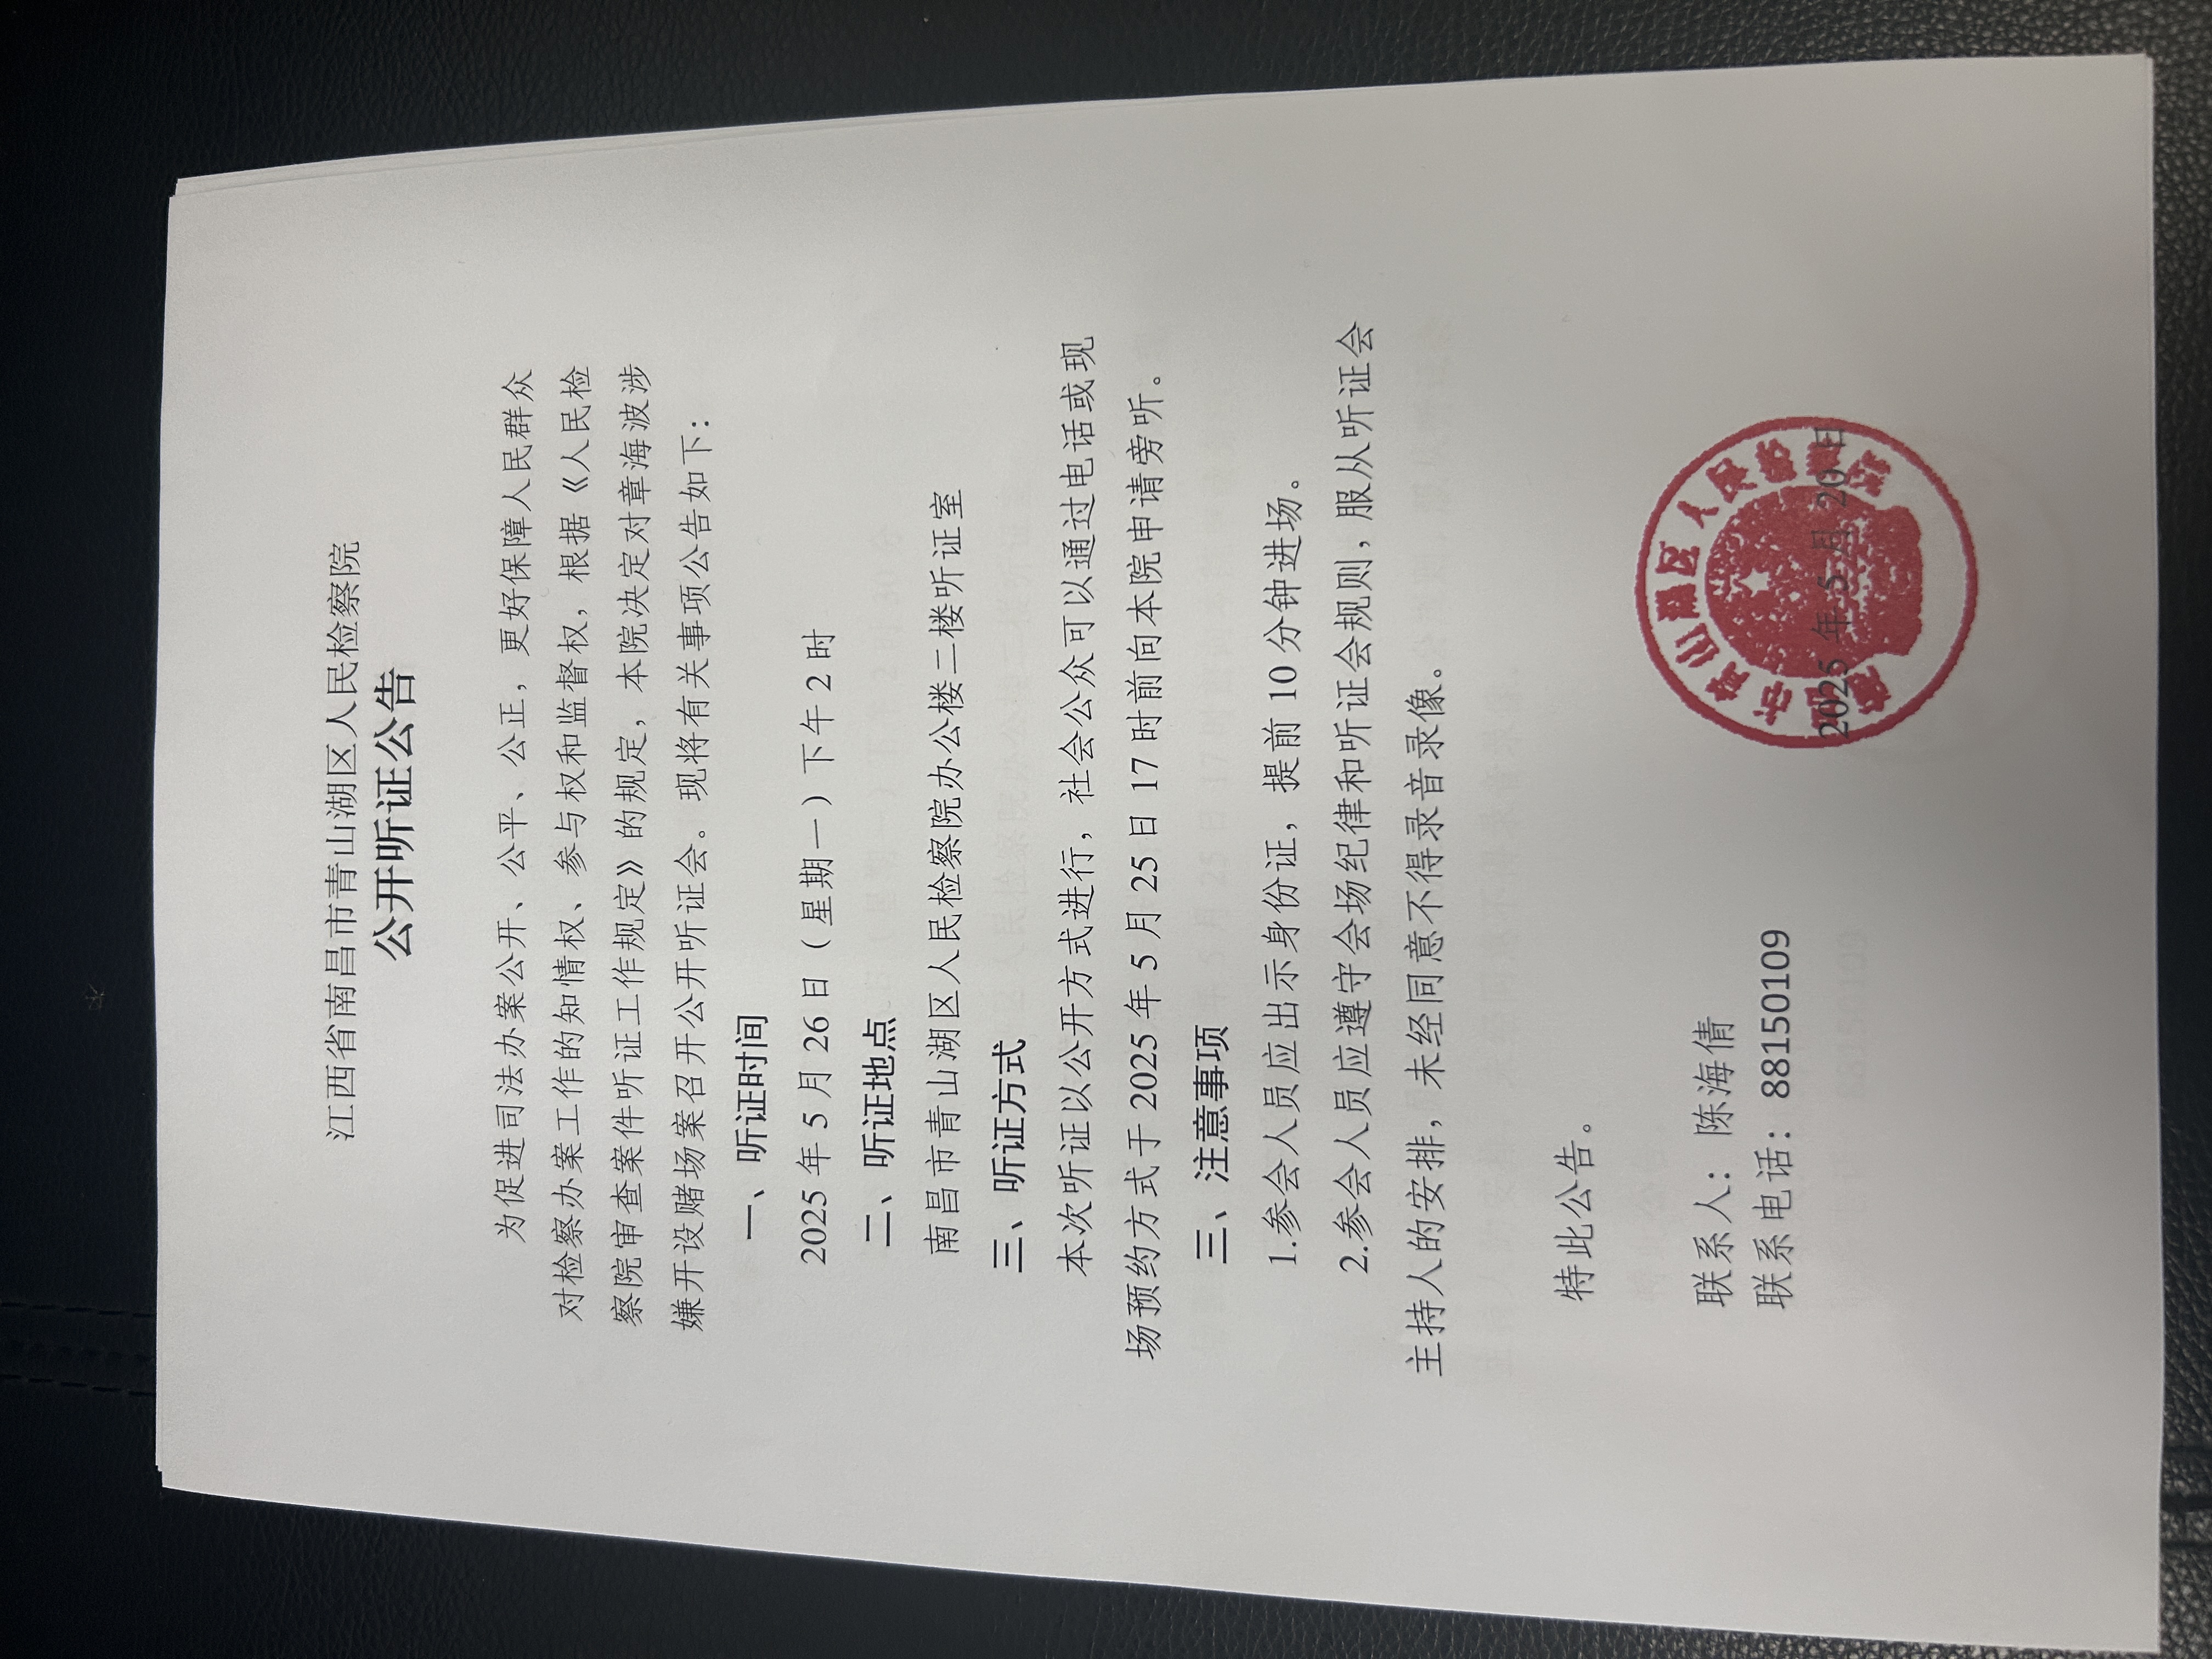 江西省南昌市青山湖区人民检察院
公开听证公告
为促进司法办案公开、公平、公正，更好保障人民群众
对检察办案工作的知情权、参与权和监督权，根据《人民检
察院审查案件听证工作规定》的规定，本院决定对章海波涉
嫌开设赌场案召开公开听证会。现将有关事项公告如下：
一、听证时间
2025 年 5 月 26 日（星期一）下午 2 时
二、听证地点
南昌市青山湖区人民检察院办公楼二楼听证室
三、听证方式
本次听证以公开方式进行，社会公众可以通过电话或现
场预约方式于 2025 年 5 月 25 日 17 时前向本院申请旁听。
三、注意事项
1.参会人员应出示身份证，提前 10 分钟进场。
2.参会人员应遵守会场纪律和听证会规则，服从听证会
主持人的安排，未经同意不得录音录像。
特此公告。
联系人：陈海倩
联系电话：88150109
2025 年 5 月 20 日
市青山湖区人民检察院